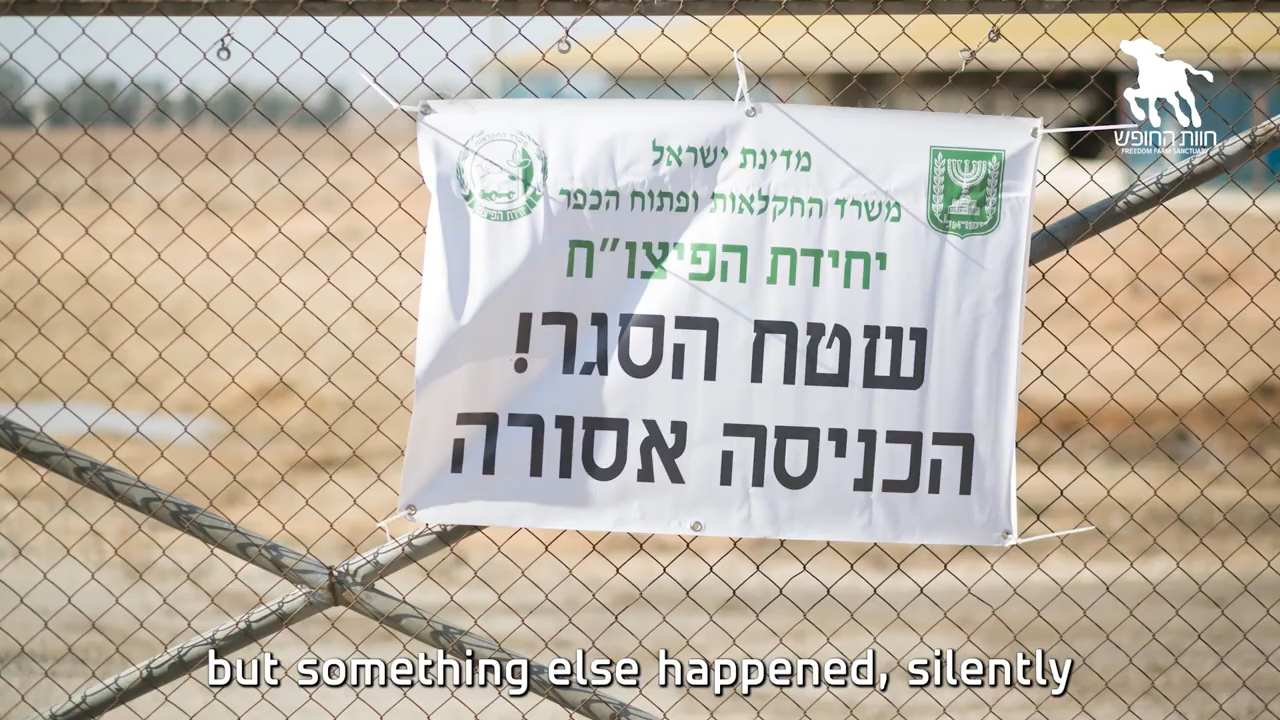 מדינת ישראל
משרד החקלאות ופתוח הכפר
יחידת הפיצו"ח
שטח הסגר!
הכניסה אסורה
חוות החופש
FREEDOM FARM SANCTUARY
but something else happened, silently